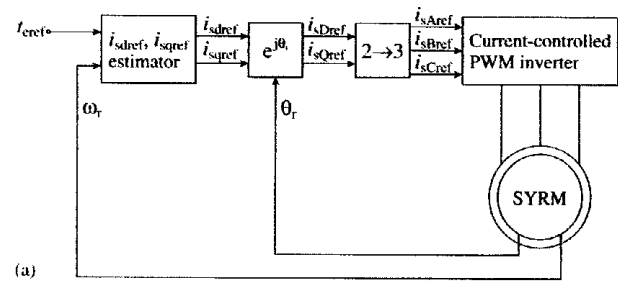 t_eref
i_sdref, i_sqref
estimator
i_sdref
i_sqref
e^jθ_r
i_sDref
i_sQref
2→3
i_sAref
i_sBref
i_sCref
Current-controlled
PWM inverter
ω_r
θ_r
SYRM
(a)